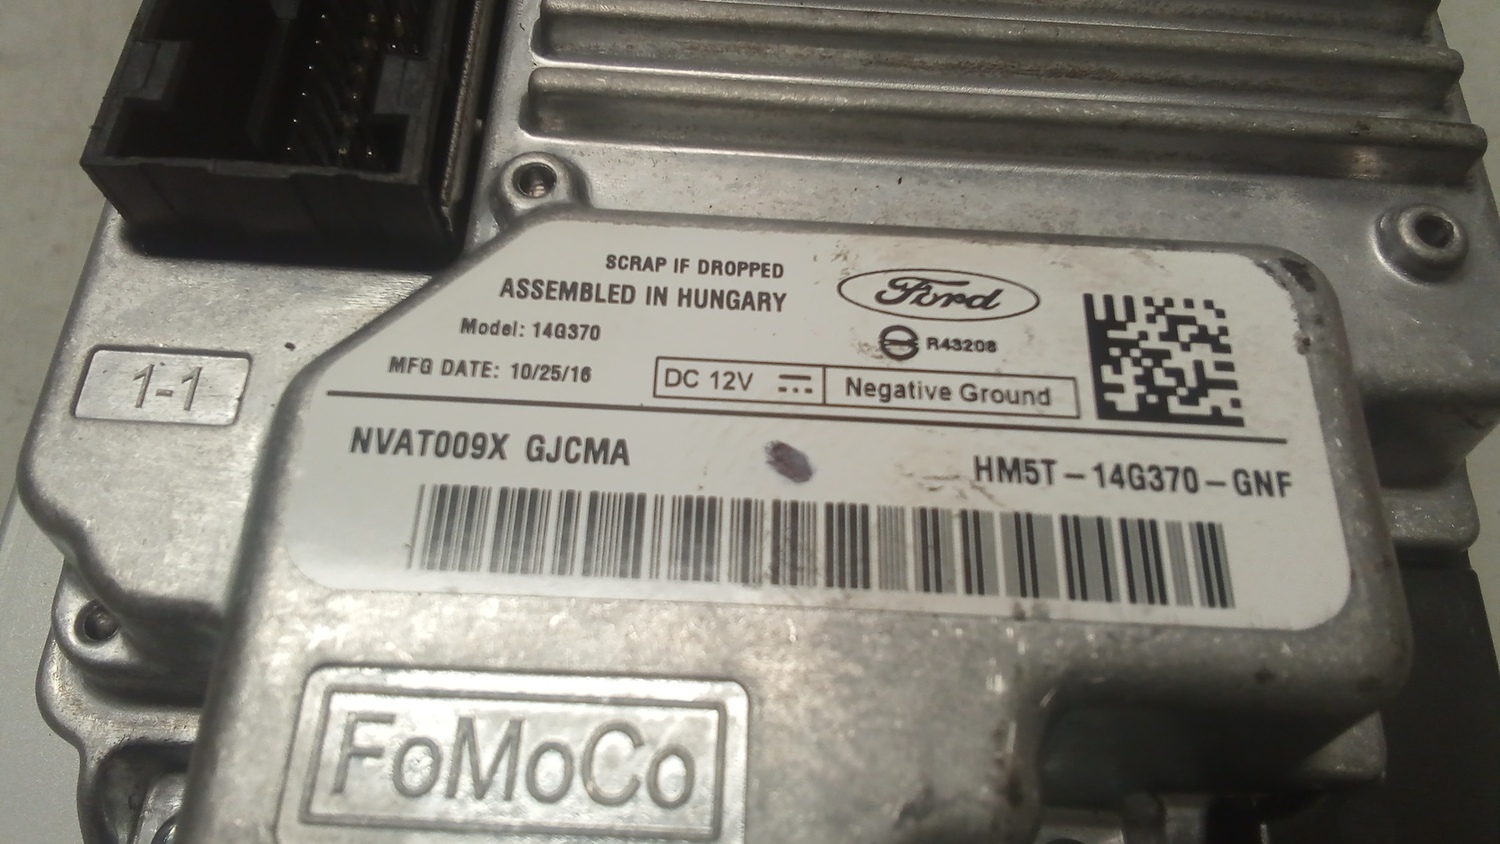 SCRAP IF DROPPED
ASSEMBLED IN HUNGARY
Ford
Model: 14G370
R43208
MFG DATE: 10/25/16
DC 12V
Negative Ground
1-1
NVAT009X GJCMA
HM5T-14G370-GNF
FoMoCo